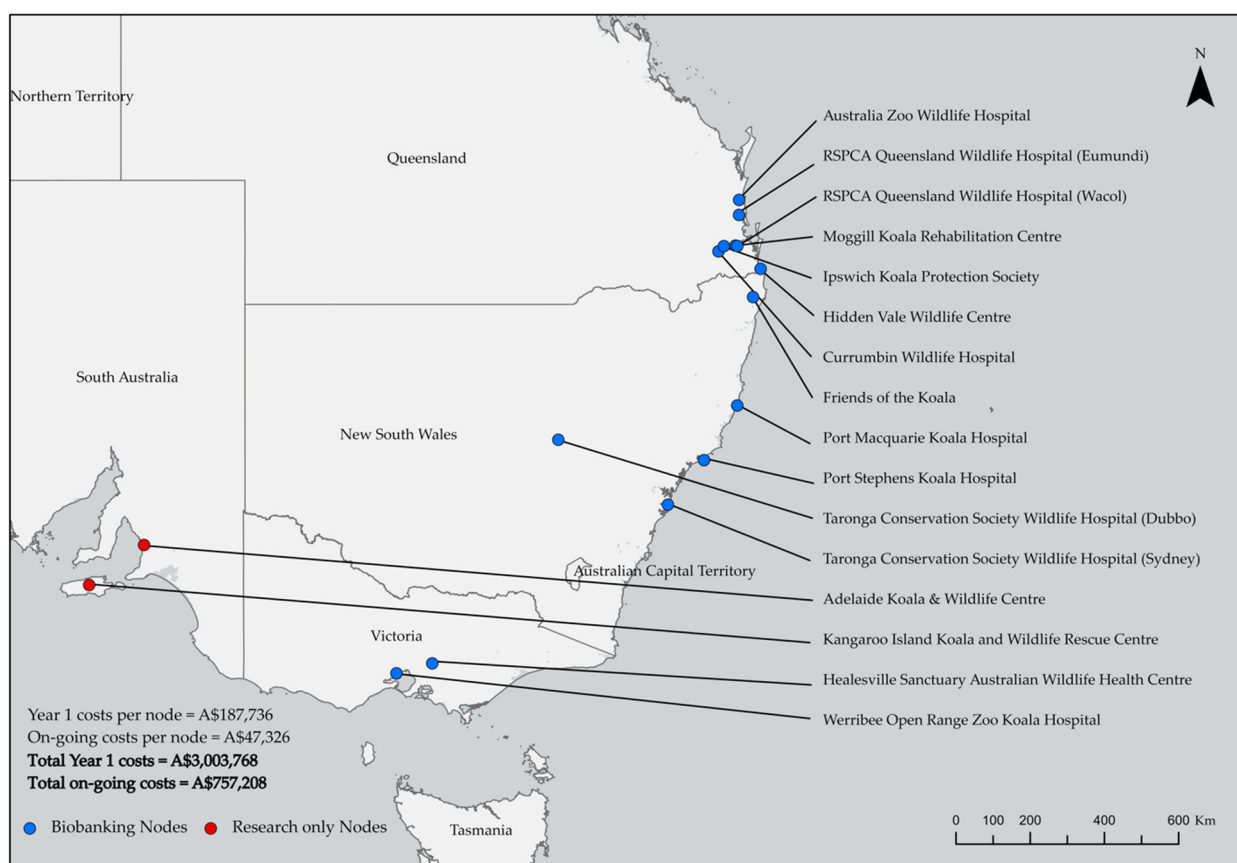 N
Northern Territory
Queensland
South Australia
New South Wales
Australian Capital Territory
Victoria
Tasmania
Australia Zoo Wildlife Hospital
RSPCA Queensland Wildlife Hospital (Eumundi)
RSPCA Queensland Wildlife Hospital (Wacol)
Moggill Koala Rehabilitation Centre
Ipswich Koala Protection Society
Hidden Vale Wildlife Centre
Currumbin Wildlife Hospital
Friends of the Koala
Port Macquarie Koala Hospital
Port Stephens Koala Hospital
Taronga Conservation Society Wildlife Hospital (Dubbo)
Taronga Conservation Society Wildlife Hospital (Sydney)
Adelaide Koala & Wildlife Centre
Kangaroo Island Koala and Wildlife Rescue Centre
Healesville Sanctuary Australian Wildlife Health Centre
Werribee Open Range Zoo Koala Hospital
Year 1 costs per node = A$187,736
On-going costs per node = A$47,326
Total Year 1 costs = A$3,003,768
Total on-going costs = A$757,208
Biobanking Nodes
Research only Nodes
0 100 200 400 600 Km